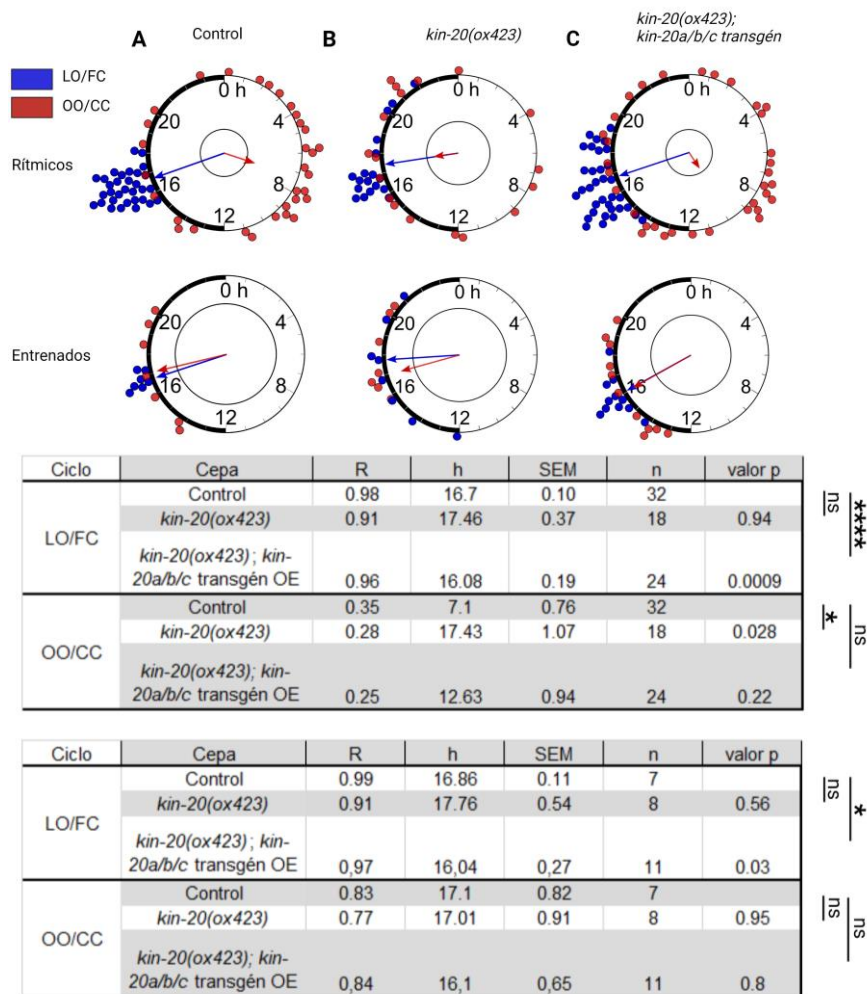 A Control B kin-20(ox423) C kin-20(ox423);
kin-20a/b/c transgén
LO/FC
OO/CC
Rítmicos
0 h 4 8 12 16 20
0 h 4 8 12 16 20
0 h 4 8 12 16 20
Entrenados
0 h 4 8 12 16 20
0 h 4 8 12 16 20
0 h 4 8 12 16 20
Ciclo Cepa R h SEM n valor p
LO/FC
Control 0.98 16.7 0.10 32
kin-20(ox423) 0.91 17.46 0.37 18 0.94
kin-20(ox423); kin-
20a/b/c transgén OE 0.96 16.08 0.19 24 0.0009
ns ****
OO/CC
Control 0.35 7.1 0.76 32
kin-20(ox423) 0.28 17.43 1.07 18 0.028
kin-20(ox423); kin-
20a/b/c transgén OE 0.25 12.63 0.94 24 0.22
* ns
Ciclo Cepa R h SEM n valor p
LO/FC
Control 0.99 16.86 0.11 7
kin-20(ox423) 0.91 17.76 0.54 8 0.56
kin-20(ox423); kin-
20a/b/c transgén OE 0,97 16,04 0,27 11 0.03
ns *
OO/CC
Control 0.83 17.1 0.82 7
kin-20(ox423) 0.77 17.01 0.91 8 0.95
kin-20(ox423); kin-
20a/b/c transgén OE 0,84 16,1 0,65 11 0.8
ns ns